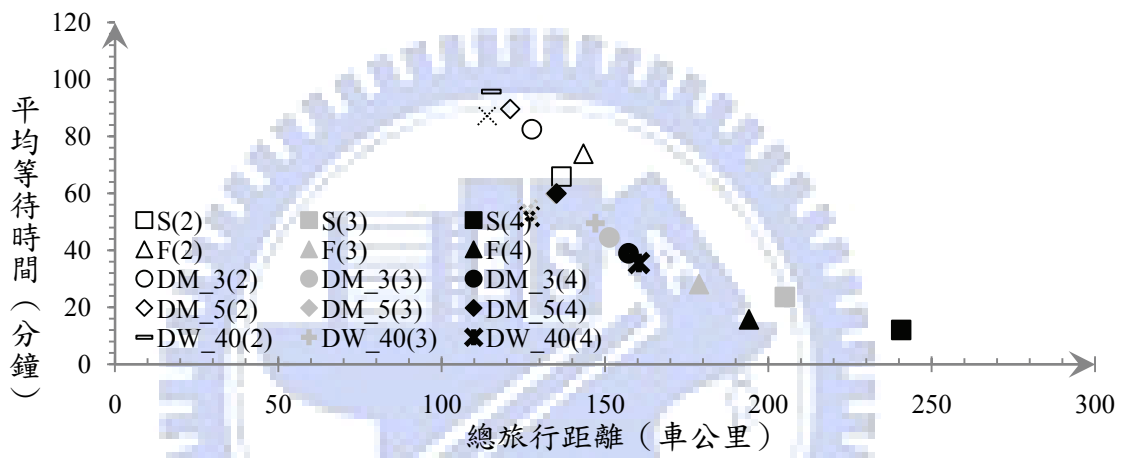 平均等待時間（分鐘）
120
100
80
60
40
20
0
□S(2) ■S(3) ■S(4)
△F(2) ▲F(3) ▲F(4)
○DM_3(2) ●DM_3(3) ●DM_3(4)
◇DM_5(2) ◆DM_5(3) ◆DM_5(4)
DW_40(2) DW_40(3) DW_40(4)
0 50 100 150 200 250 300
總旅行距離（車公里）